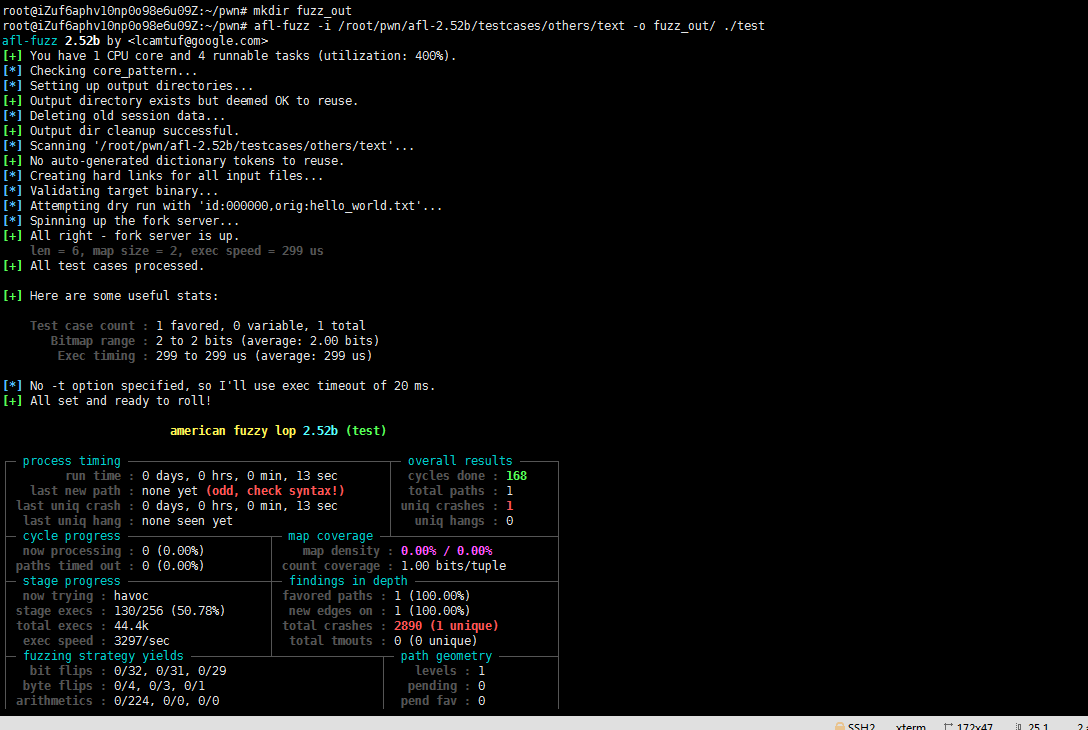 root@iZuf6aphv10np0o98e6u09Z:~/pwn# mkdir fuzz_out
root@iZuf6aphv10np0o98e6u09Z:~/pwn# afl-fuzz -i /root/pwn/afl-2.52b/testcases/others/text -o fuzz_out/ ./test
afl-fuzz 2.52b by <lcamtuf@google.com>
[+] You have 1 CPU core and 4 runnable tasks (utilization: 400%).
[*] Checking core_pattern...
[*] Setting up output directories...
[+] Output directory exists but deemed OK to reuse.
[*] Deleting old session data...
[+] Output dir cleanup successful.
[*] Scanning '/root/pwn/afl-2.52b/testcases/others/text'...
[+] No auto-generated dictionary tokens to reuse.
[*] Creating hard links for all input files...
[*] Validating target binary...
[*] Attempting dry run with 'id:000000,orig:hello_world.txt'...
[*] Spinning up the fork server...
[+] All right - fork server is up.
len = 6, map size = 2, exec speed = 299 us
[+] All test cases processed.
[+] Here are some useful stats:
Test case count : 1 favored, 0 variable, 1 total
Bitmap range : 2 to 2 bits (average: 2.00 bits)
Exec timing : 299 to 299 us (average: 299 us)
[*] No -t option specified, so I'll use exec timeout of 20 ms.
[+] All set and ready to roll!
american fuzzy lop 2.52b (test)
process timing overall results
run time : 0 days, 0 hrs, 0 min, 13 sec cycles done : 168
last new path : none yet (odd, check syntax!) total paths : 1
last uniq crash : 0 days, 0 hrs, 0 min, 13 sec uniq crashes : 1
last uniq hang : none seen yet uniq hangs : 0
cycle progress map coverage
now processing : 0 (0.00%) map density : 0.00% / 0.00%
paths timed out : 0 (0.00%) count coverage : 1.00 bits/tuple
stage progress findings in depth
now trying : havoc favored paths : 1 (100.00%)
stage execs : 130/256 (50.78%) new edges on : 1 (100.00%)
total execs : 44.4k total crashes : 2890 (1 unique)
exec speed : 3297/sec total tmouts : 0 (0 unique)
fuzzing strategy yields path geometry
bit flips : 0/32, 0/31, 0/29 levels : 1
byte flips : 0/4, 0/3, 0/1 pending : 0
arithmetics : 0/224, 0/0, 0/0 pend fav : 0
SSH2 xterm 172x47 25,1